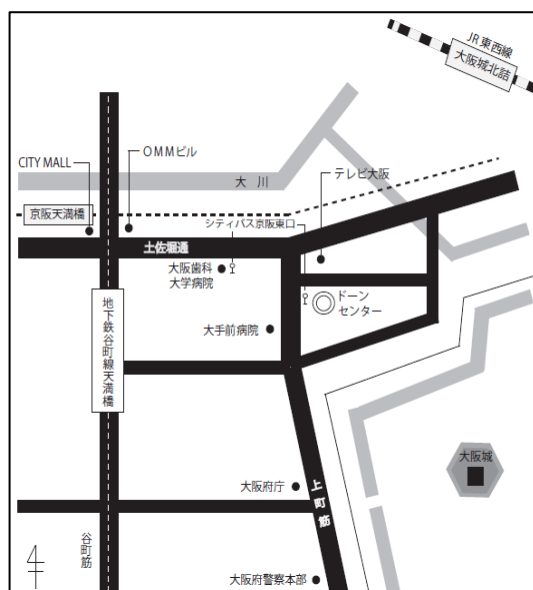 JR東西線
大阪城北詰
CITY MALL
OMMビル
大川
テレビ大阪
京阪天満橋
シティバス京阪東口
土佐堀通
大阪歯科
大学病院
ドーン
センター
地下鉄谷町線天満橋
大手前病院
大阪城
大阪府庁
上町筋
谷町筋
大阪府警察本部